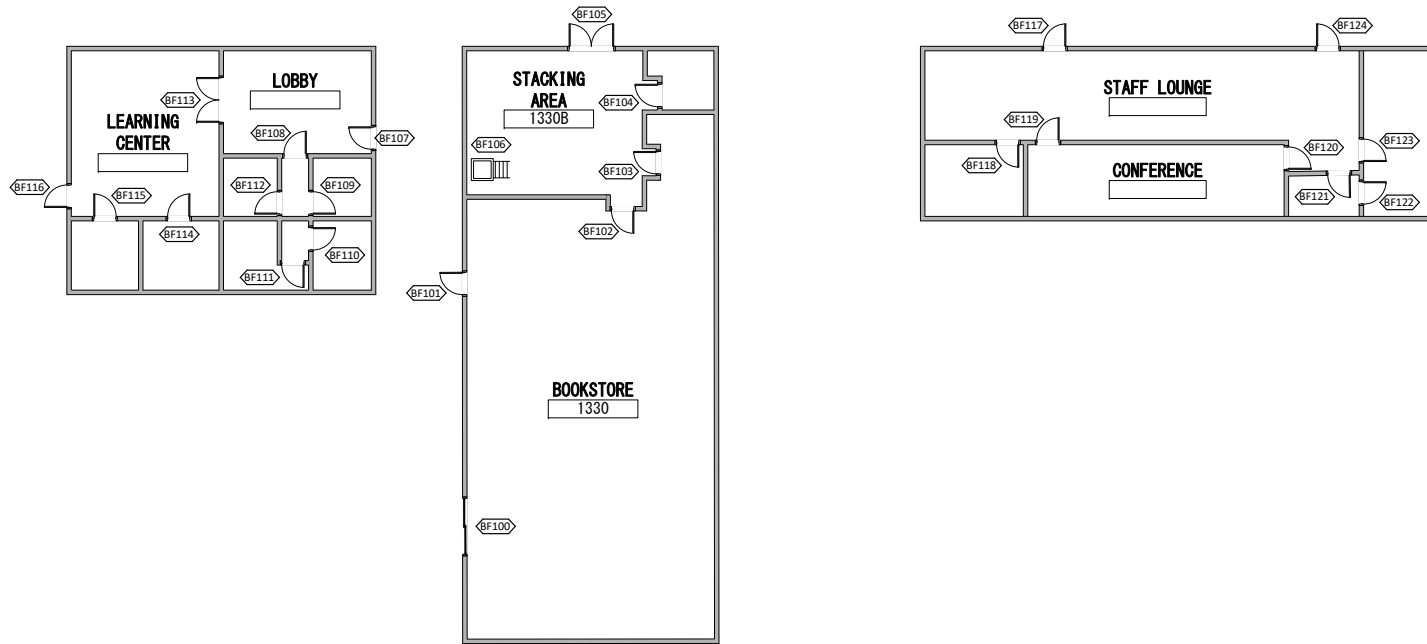 BF105
BF117
BF124
LOBBY
STACKING
AREA
1330B
STAFF LOUNGE
BF113
BF104
LEARNING
CENTER
BF108
BF107
BF119
BF106
BF103
BF118
BF120
BF123
CONFERENCE
BF116
BF115
BF112
BF109
BF121
BF122
BF114
BF102
BF110
BF111
BF101
BOOKSTORE
1330
BF100